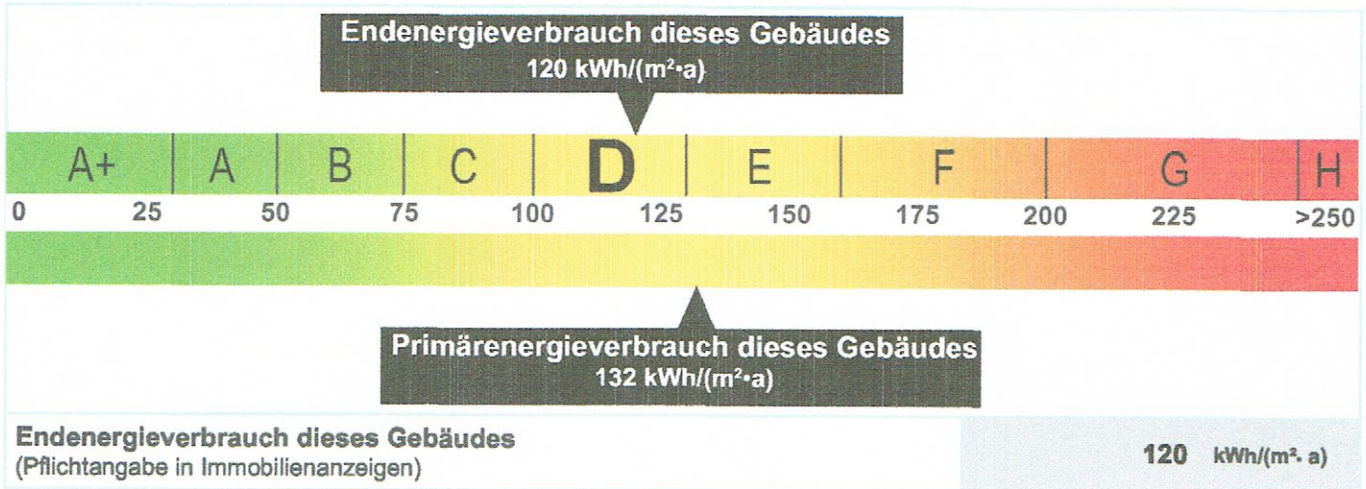 Endenergieverbrauch dieses Gebäudes
120 kWh/(m²•a)
A+ A B C D E F G H
0 25 50 75 100 125 150 175 200 225 >250
Primärenergieverbrauch dieses Gebäudes
132 kWh/(m²•a)
Endenergieverbrauch dieses Gebäudes
(Pflichtangabe in Immobilienanzeigen)
120 kWh/(m²· a)